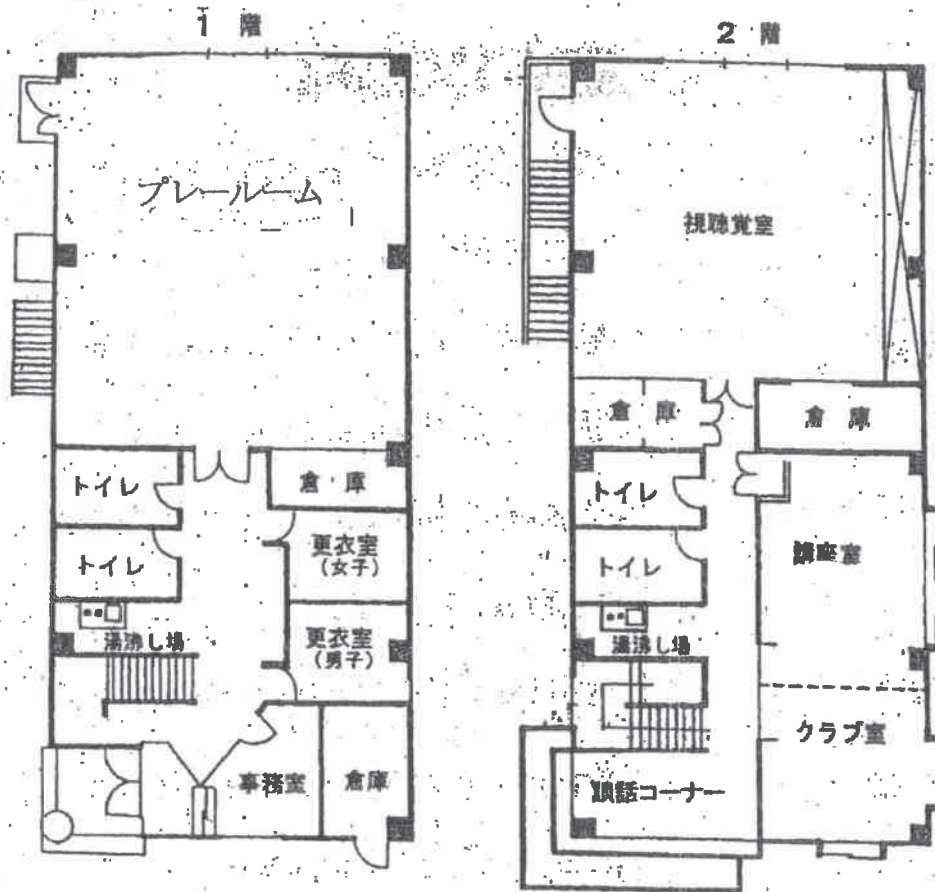 1 階
プレールーム
トイレ
倉庫
トイレ
更衣室
(女子)
湯沸し場
更衣室
(男子)
事務室
倉庫
2 階
視聴覚室
倉庫
倉庫
トイレ
講座室
トイレ
湯沸し場
クラブ室
談話コーナー